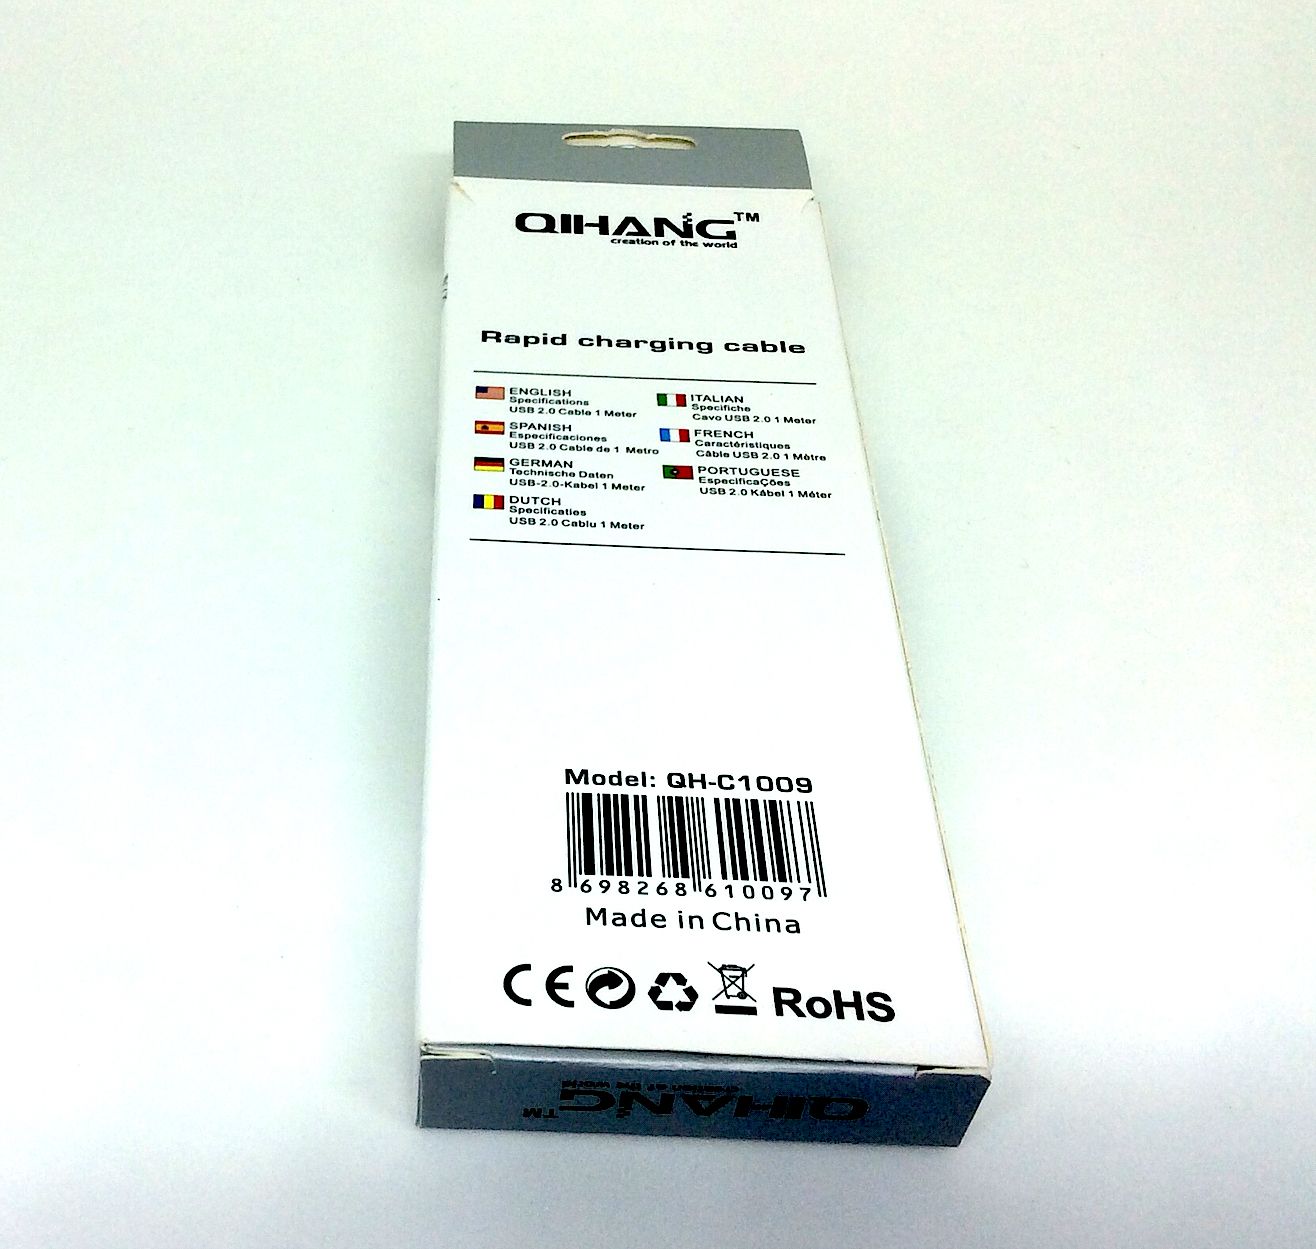 QIHANG™
creation of the world
Rapid charging cable
ENGLISH
Specifications
USB 2.0 Cable 1 Meter
SPANISH
Especificaciones
USB 2.0 Cable de 1 Metro
GERMAN
Technische Daten
USB-2.0-Kabel 1 Meter
DUTCH
Specificaties
USB 2.0 Cablu 1 Meter
ITALIAN
Specifiche
Cavo USB 2.0 1 Meter
FRENCH
Caractéristiques
Câble USB 2.0 1 Mètre
PORTUGUESE
EspecificaÇões
USB 2.0 Kábel 1 Méter
Model: QH-C1009
8 698268 610097
Made in China
CE
RoHS
QIHANG™
creation of the world